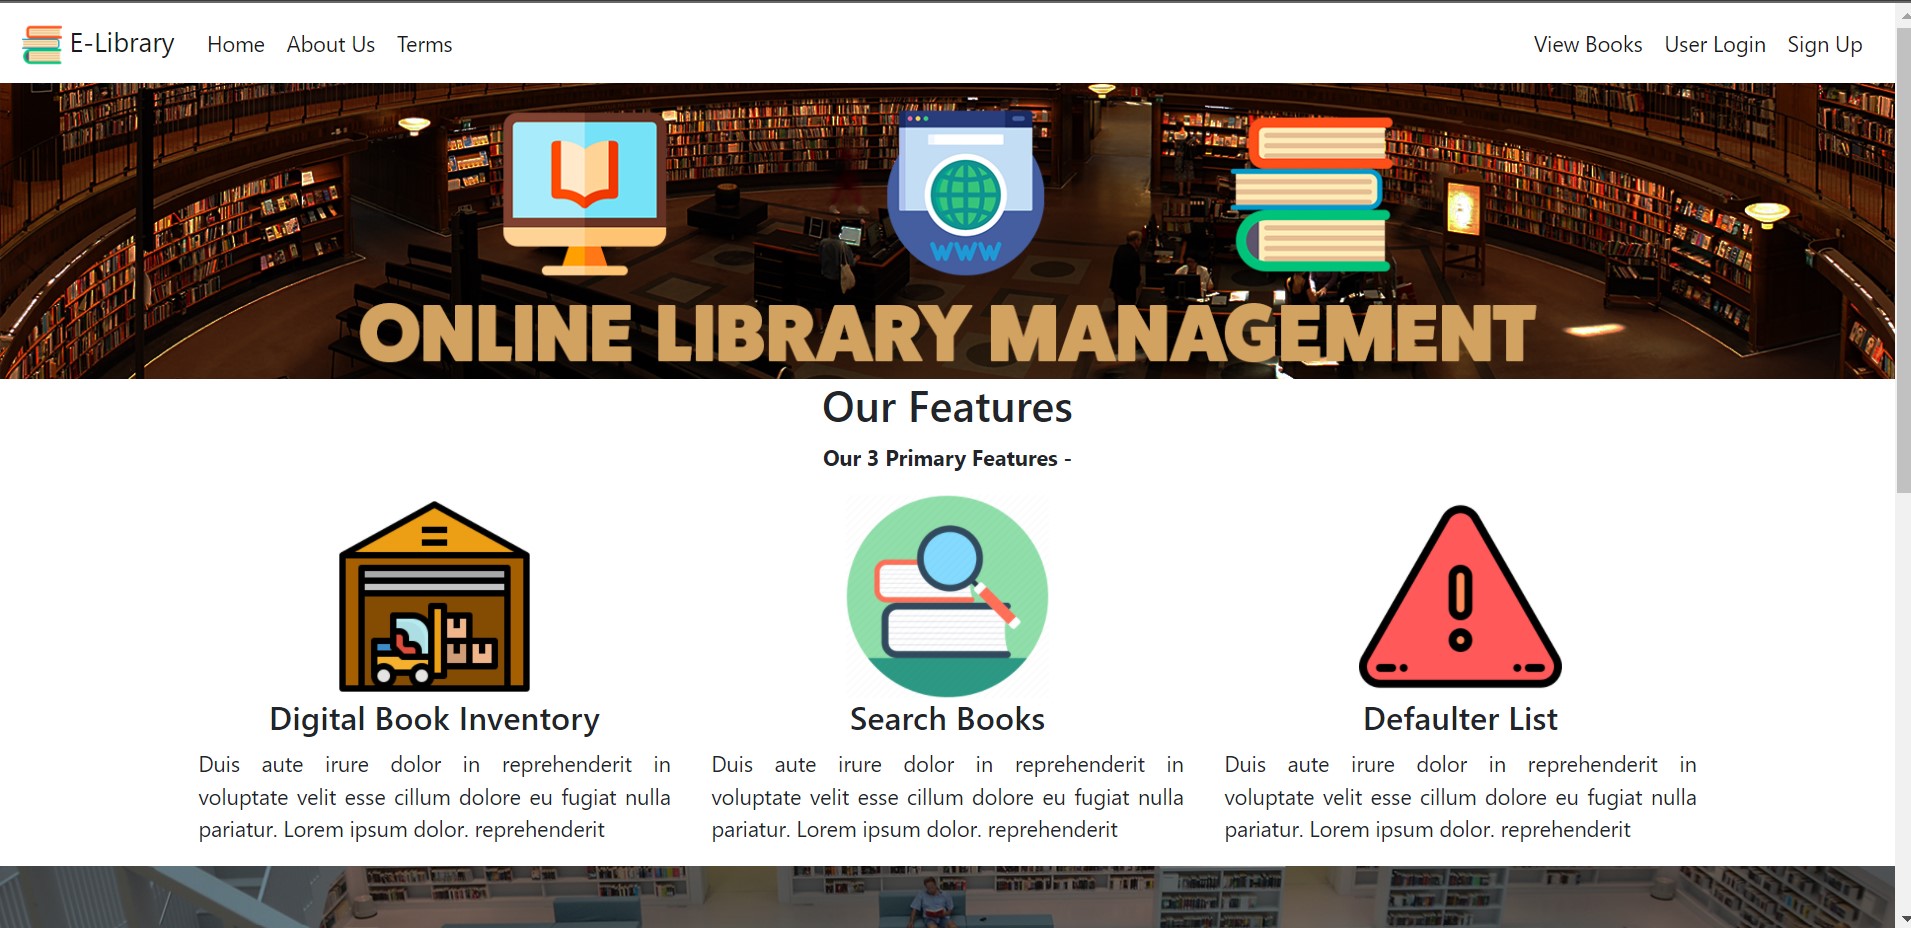 E-Library Home About Us Terms View Books User Login Sign Up
WWW
ONLINE LIBRARY MANAGEMENT
Our Features
Our 3 Primary Features -
Digital Book Inventory
Duis aute irure dolor in reprehenderit in
voluptate velit esse cillum dolore eu fugiat nulla
pariatur. Lorem ipsum dolor. reprehenderit
Search Books
Duis aute irure dolor in reprehenderit in
voluptate velit esse cillum dolore eu fugiat nulla
pariatur. Lorem ipsum dolor. reprehenderit
Defaulter List
Duis aute irure dolor in reprehenderit in
voluptate velit esse cillum dolore eu fugiat nulla
pariatur. Lorem ipsum dolor. reprehenderit